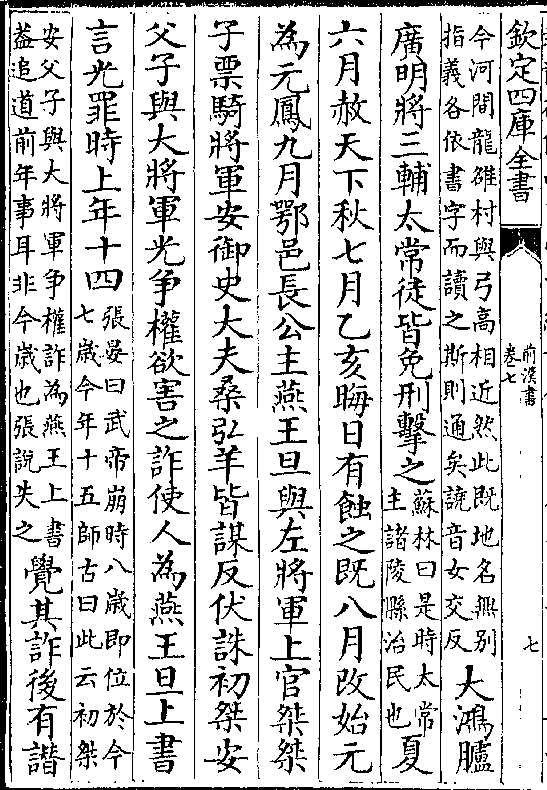 欽定四庫全書
前漢書
卷七
七
今河間龍雒村與弓高相近然此既地名無別
指義各依書字而讀之斯則通矣譊音女交反
大鴻臚
廣明將三輔太常徒皆免刑擊之
蘇林曰是時太常
主諸陵縣治民也
夏
六月赦天下秋七月乙亥晦日有蝕之既八月改始元
為元鳳九月鄂邑長公主燕王旦與左將軍上官桀桀
子票騎將軍安御史大夫桑弘羊皆謀反伏誅初桀安
父子與大將軍光爭權欲害之詐使人為燕王旦上書
言光罪時上年十四
張晏曰武帝崩時八歲即位於今
七歲今年十五師古曰此云初桀
安父子與大將軍爭權詐為燕王上書
葢追道前年事耳非今歲也張說失之
覺其詐後有譖